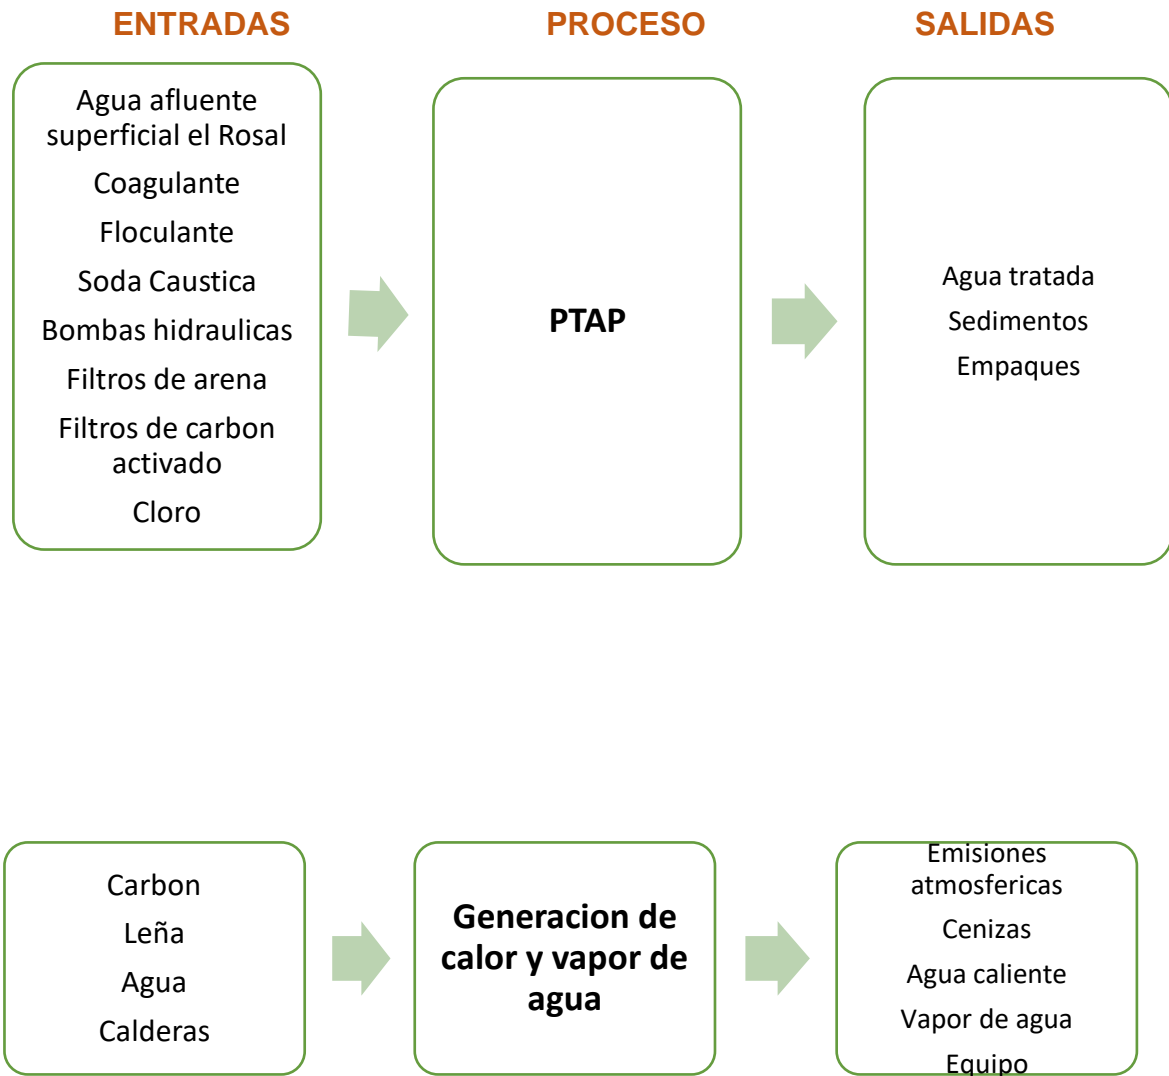 ENTRADAS
PROCESO
SALIDAS
Agua afluente
superficial el Rosal
Coagulante
Floculante
Soda Caustica
Bombas hidraulicas
Filtros de arena
Filtros de carbon
activado
Cloro
PTAP
Agua tratada
Sedimentos
Empaques
Carbon
Leña
Agua
Calderas
Generacion de
calor y vapor de
agua
Emisiones
atmosfericas
Cenizas
Agua caliente
Vapor de agua
Equipo